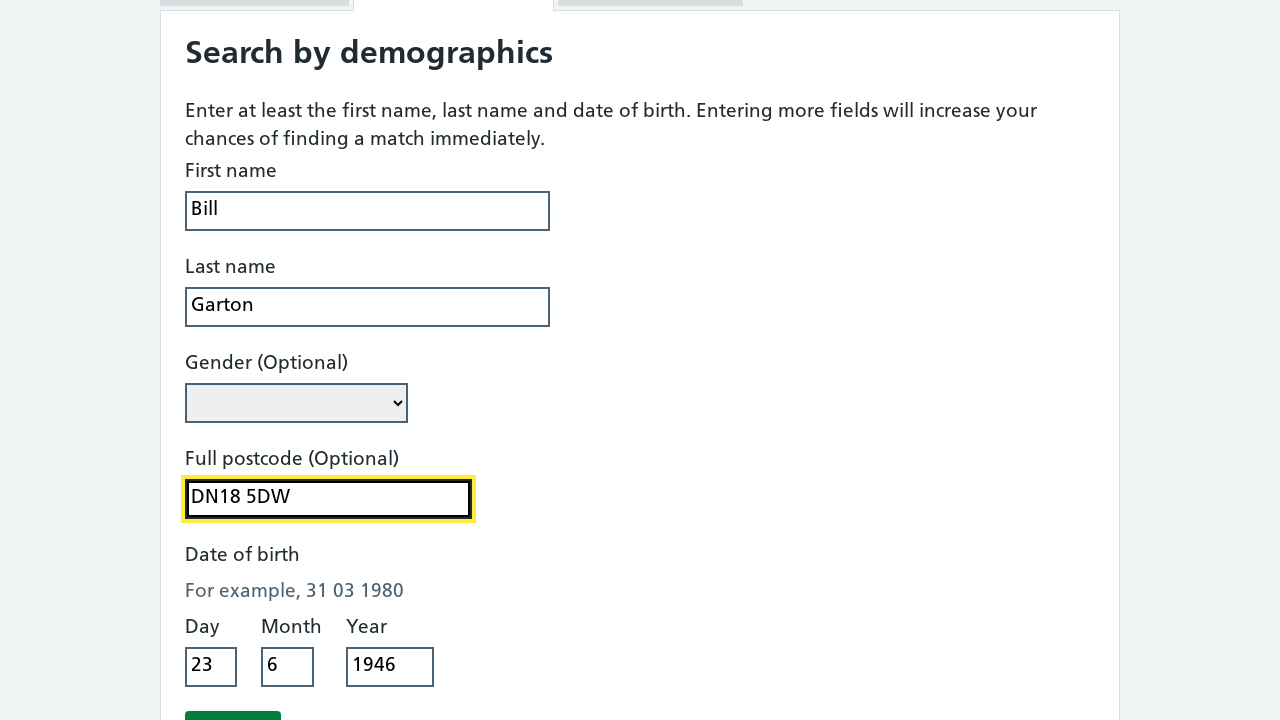 Search by demographics
Enter at least the first name, last name and date of birth. Entering more fields will increase your
chances of finding a match immediately.
First name
Bill
Last name
Garton
Gender (Optional)
Full postcode (Optional)
DN18 5DW
Date of birth
For example, 31 03 1980
Day Month Year
23 6 1946